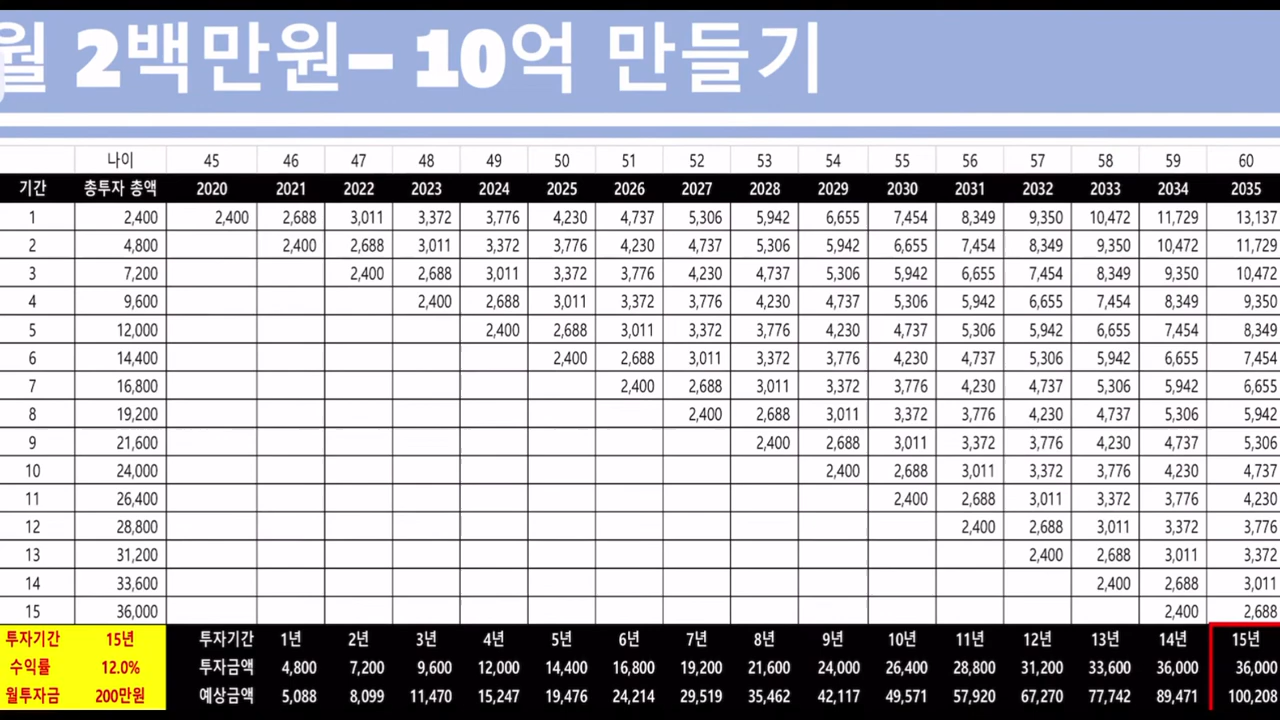 월 2백만원– 10억 만들기
나이 45 46 47 48 49 50 51 52 53 54 55 56 57 58 59 60
기간 총투자 총액 2020 2021 2022 2023 2024 2025 2026 2027 2028 2029 2030 2031 2032 2033 2034 2035
1 2,400 2,400 2,688 3,011 3,372 3,776 4,230 4,737 5,306 5,942 6,655 7,454 8,349 9,350 10,472 11,729 13,137
2 4,800 2,400 2,688 3,011 3,372 3,776 4,230 4,737 5,306 5,942 6,655 7,454 8,349 9,350 10,472 11,729
3 7,200 2,400 2,688 3,011 3,372 3,776 4,230 4,737 5,306 5,942 6,655 7,454 8,349 9,350 10,472
4 9,600 2,400 2,688 3,011 3,372 3,776 4,230 4,737 5,306 5,942 6,655 7,454 8,349 9,350
5 12,000 2,400 2,688 3,011 3,372 3,776 4,230 4,737 5,306 5,942 6,655 7,454 8,349
6 14,400 2,400 2,688 3,011 3,372 3,776 4,230 4,737 5,306 5,942 6,655 7,454
7 16,800 2,400 2,688 3,011 3,372 3,776 4,230 4,737 5,306 5,942 6,655
8 19,200 2,400 2,688 3,011 3,372 3,776 4,230 4,737 5,306 5,942
9 21,600 2,400 2,688 3,011 3,372 3,776 4,230 4,737 5,306
10 24,000 2,400 2,688 3,011 3,372 3,776 4,230 4,737
11 26,400 2,400 2,688 3,011 3,372 3,776 4,230
12 28,800 2,400 2,688 3,011 3,372 3,776
13 31,200 2,400 2,688 3,011 3,372
14 33,600 2,400 2,688 3,011
15 36,000 2,400 2,688
투자기간 15년 투자기간 1년 2년 3년 4년 5년 6년 7년 8년 9년 10년 11년 12년 13년 14년 15년
수익률 12.0% 투자금액 4,800 7,200 9,600 12,000 14,400 16,800 19,200 21,600 24,000 26,400 28,800 31,200 33,600 36,000 36,000
월투자금 200만원 예상금액 5,088 8,099 11,470 15,247 19,476 24,214 29,519 35,462 42,117 49,571 57,920 67,270 77,742 89,471 100,208